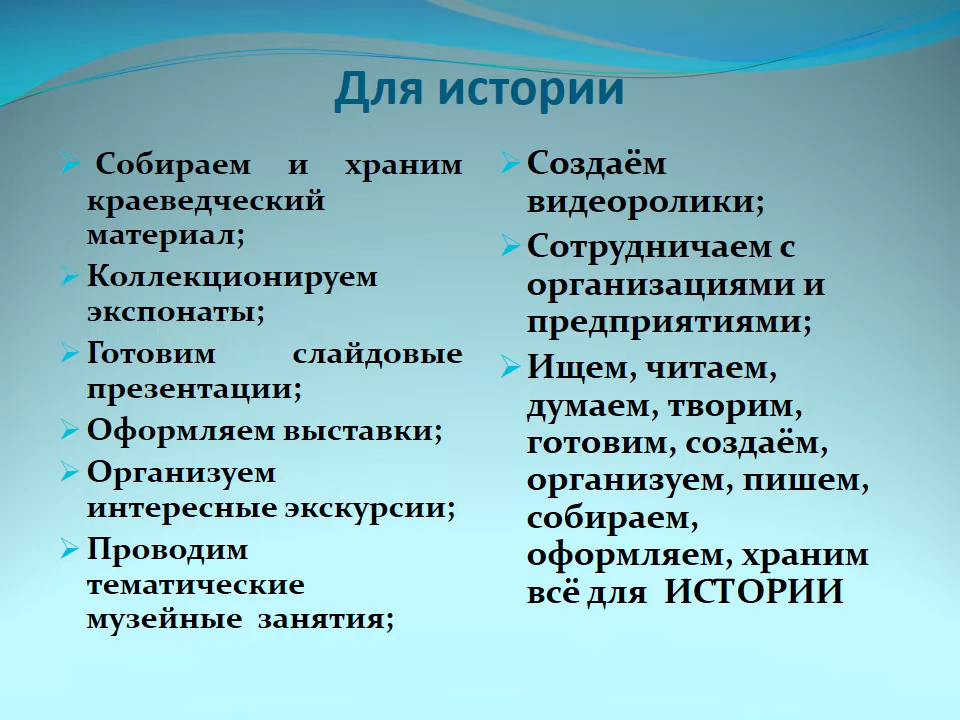 Для истории
Собираем и храним
краеведческий
материал;
Коллекционируем
экспонаты;
Готовим слайдовые
презентации;
Оформляем выставки;
Организуем
интересные экскурсии;
Проводим
тематические
музейные занятия;
Создаём
видеоролики;
Сотрудничаем с
организациями и
предприятиями;
Ищем, читаем,
думаем, творим,
готовим, создаём,
организуем, пишем,
собираем,
оформляем, храним
всё для ИСТОРИИ